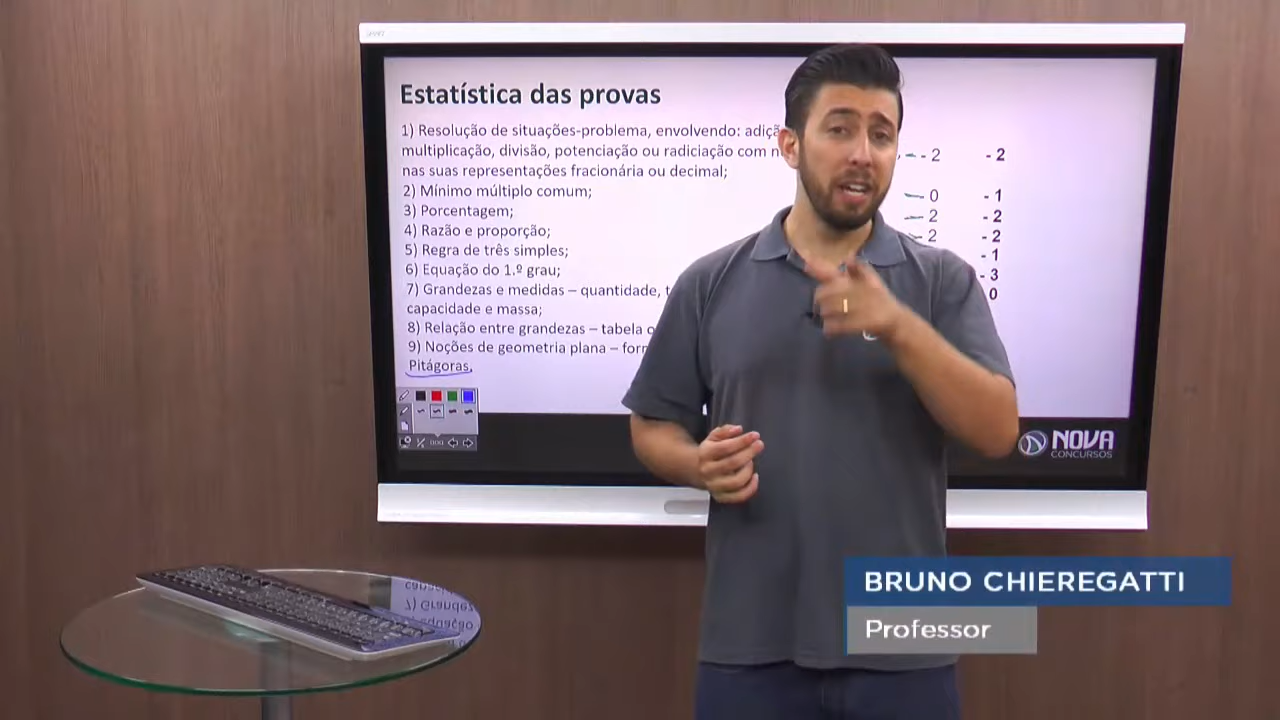 SMART
Estatística das provas
1) Resolução de situações-problema, envolvendo: adiçã
multiplicação, divisão, potenciação ou radiciação com n
- 2 - 2
nas suas representações fracionária ou decimal;
2) Mínimo múltiplo comum; 0 - 1
3) Porcentagem; 2 - 2
4) Razão e proporção; 2 - 2
5) Regra de três simples; - 1
6) Equação do 1.º grau; - 3
7) Grandezas e medidas – quantidade, t 0
capacidade e massa;
8) Relação entre grandezas – tabela o
9) Noções de geometria plana – for
Pitágoras.
NOVA
CONCURSOS
BRUNO CHIEREGATTI
Professor